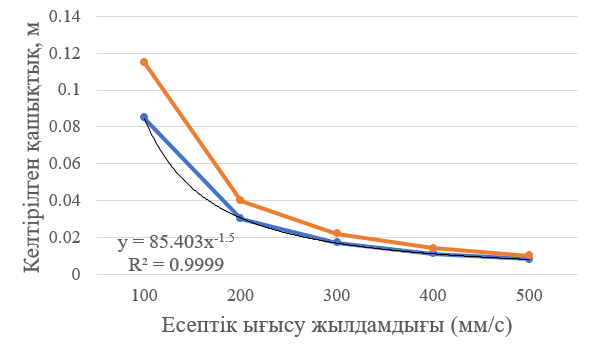 0.14
0.12
0.1
0.08
0.06
0.04
0.02
0
Келтірілген қашықтық, м
y = 85.403x^-1.5
R² = 0.9999
100 200 300 400 500
Есептік ығысу жылдамдығы (мм/с)